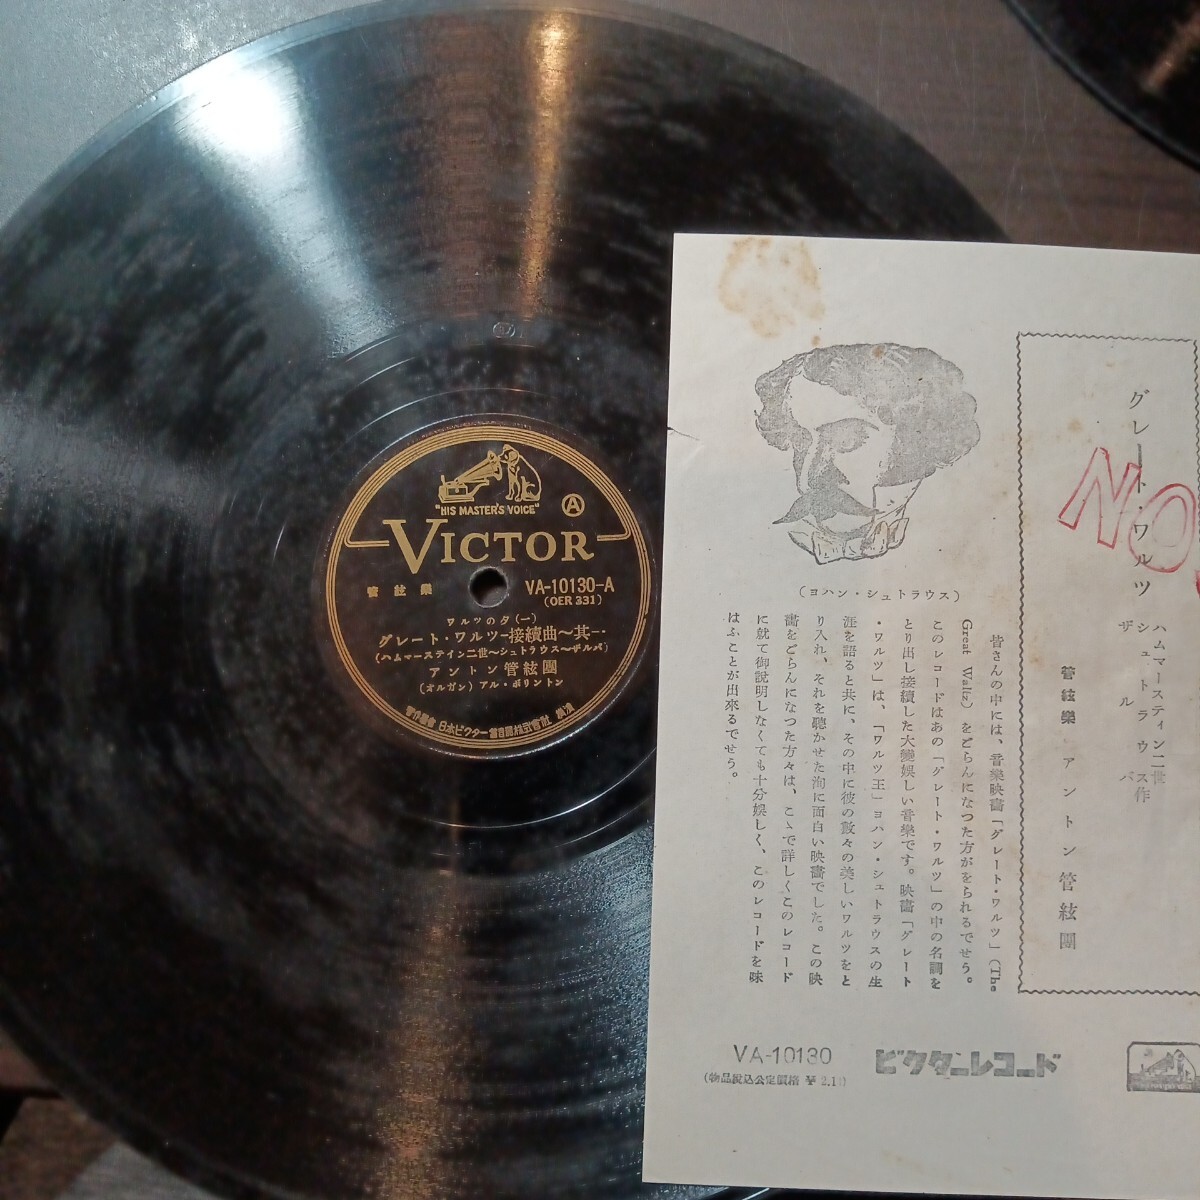 "HIS MASTER'S VOICE"
A
VICTOR
管絃樂
VA-10130-A
(OER 331)
ワルツの夕(一)
グレート・ワルツ—接續曲〜其一・
(ハムマーステイン二世〜シュトラウス〜ザルバ)
アントン管絃團
(オルガン) アル・ボリントン
日本ビクター蓄音器株式會社
グレート・ワルツ
ハムマースティン二世
シュトラウス作
ザルバ
管絃樂 アントン管絃團
NO.
(ヨハン・シュトラウス)
皆さんの中には、音樂映畵「グレート・ワルツ」(The
Great Waltz) をごらんになつた方がをられるでせう。
このレコードはあの「グレート・ワルツ」の中の名調を
とり出し接續した大變娯しい音樂です。映畵「グレート
・ワルツ」は、「ワルツ王」ヨハン・シュトラウスの生
涯を語ると共に、その中に彼の數々の美しいワルツをと
り入れ、それを聽かせた洵に面白い映畵でした。この映
畵をごらんになつた方々は、こゝで詳しくこのレコード
に就て御說明しなくても十分娯しく、このレコードを味
はふことが出來るでせう。
VA-10130
ビクターレコード
(物品稅込公定價格 ¥ 2.1